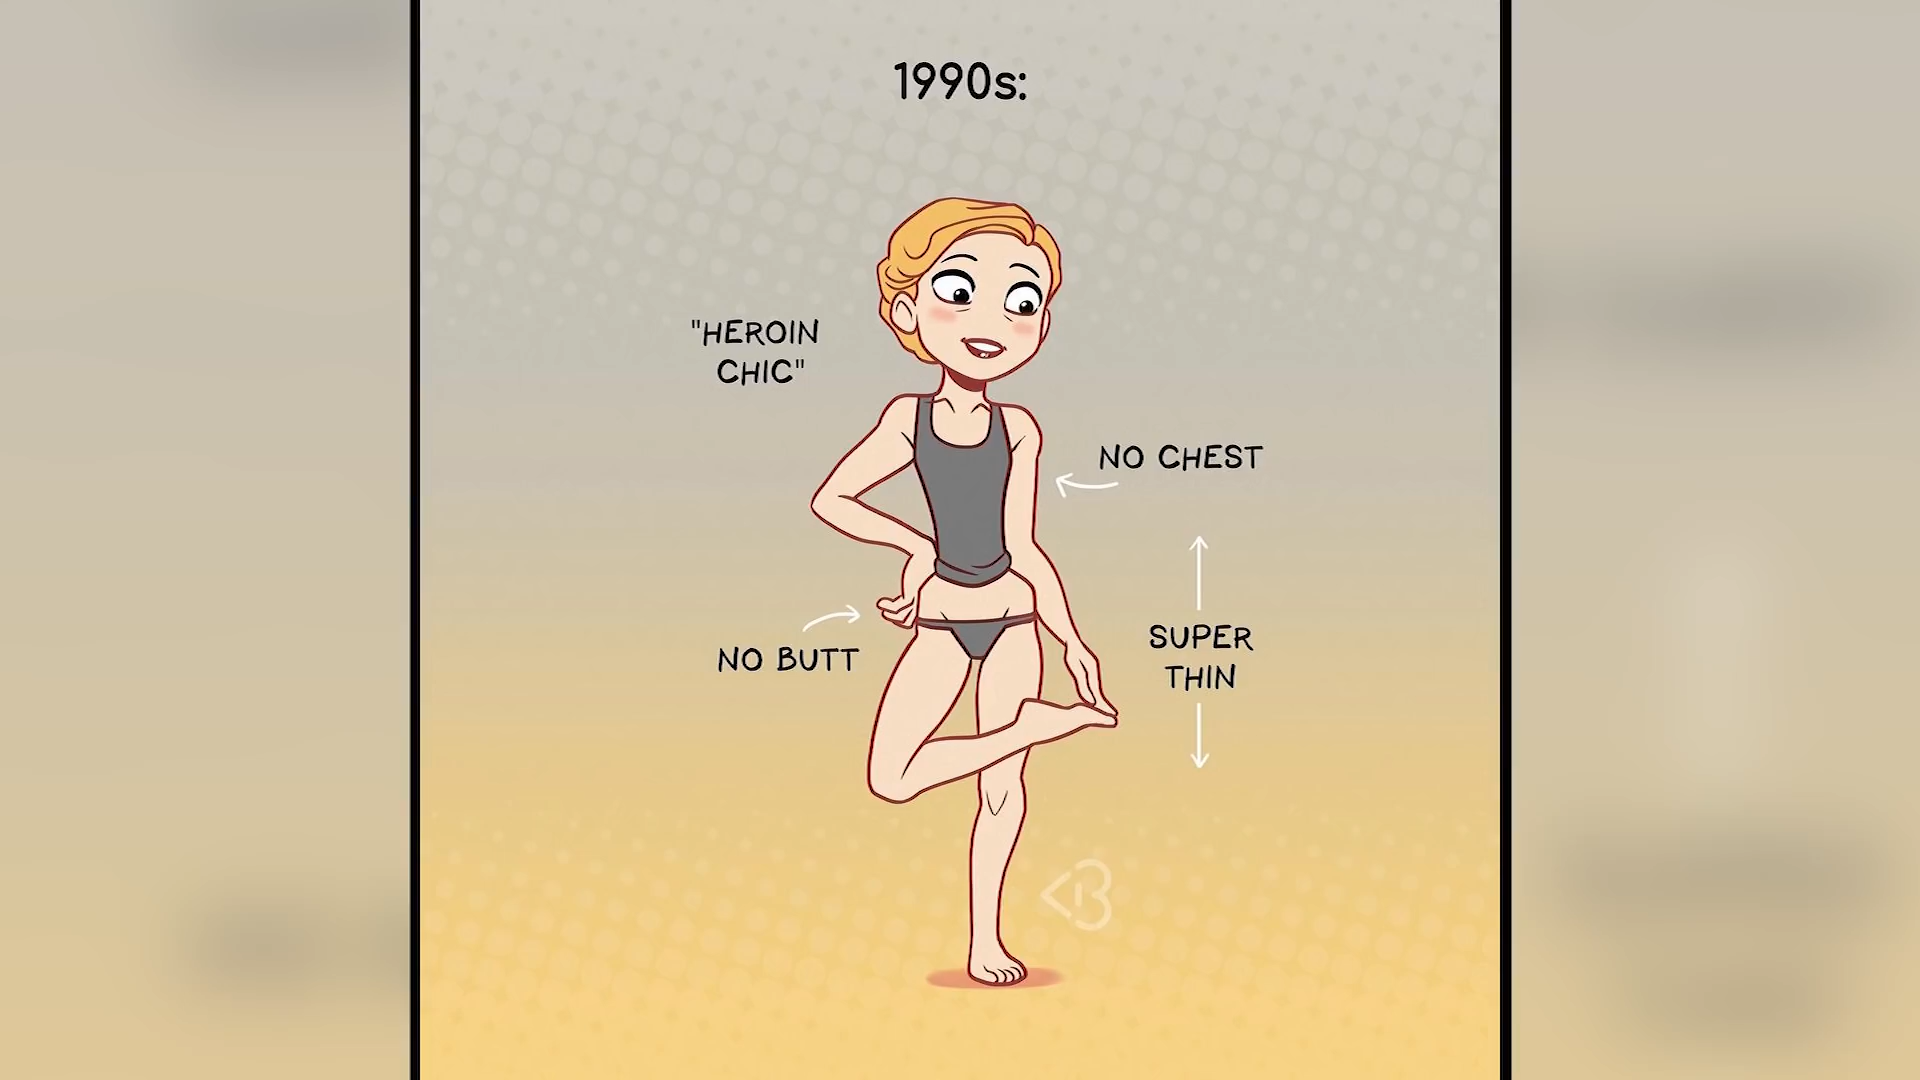 1990s:
"HEROIN
CHIC"
NO CHEST
NO BUTT
SUPER
THIN